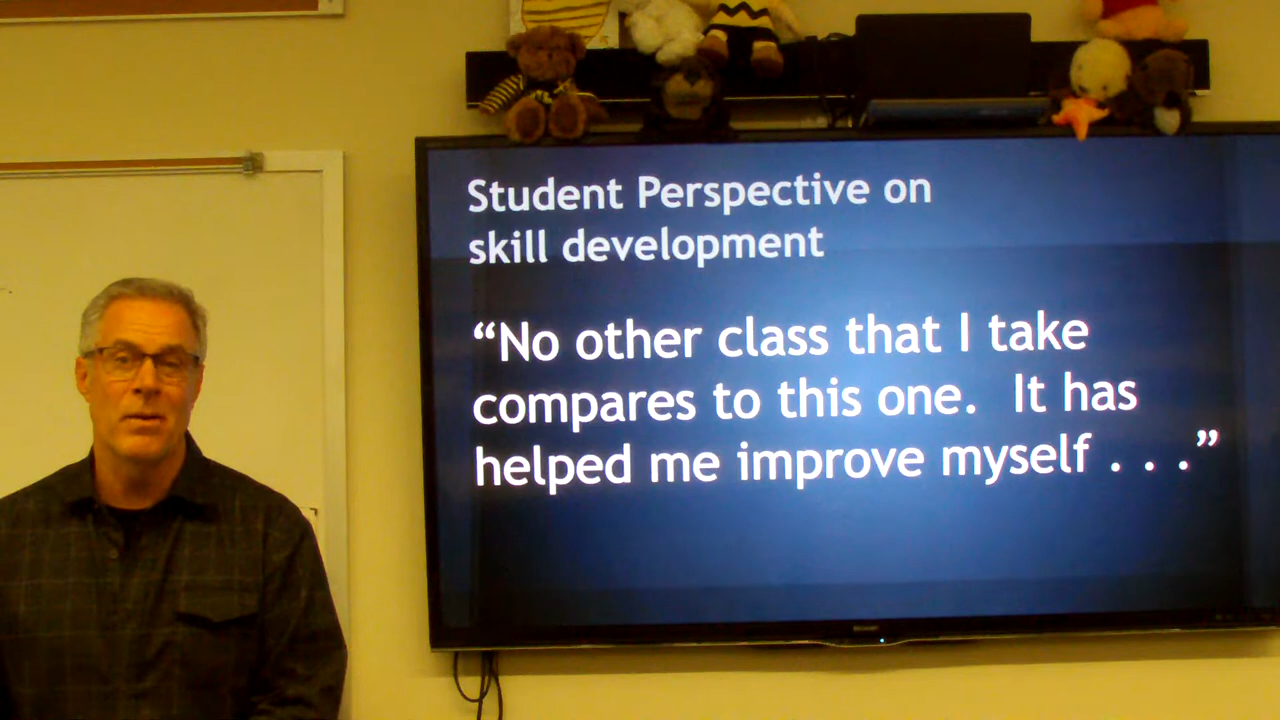 Student Perspective on
skill development
“No other class that I take
compares to this one.  It has
helped me improve myself . . .”